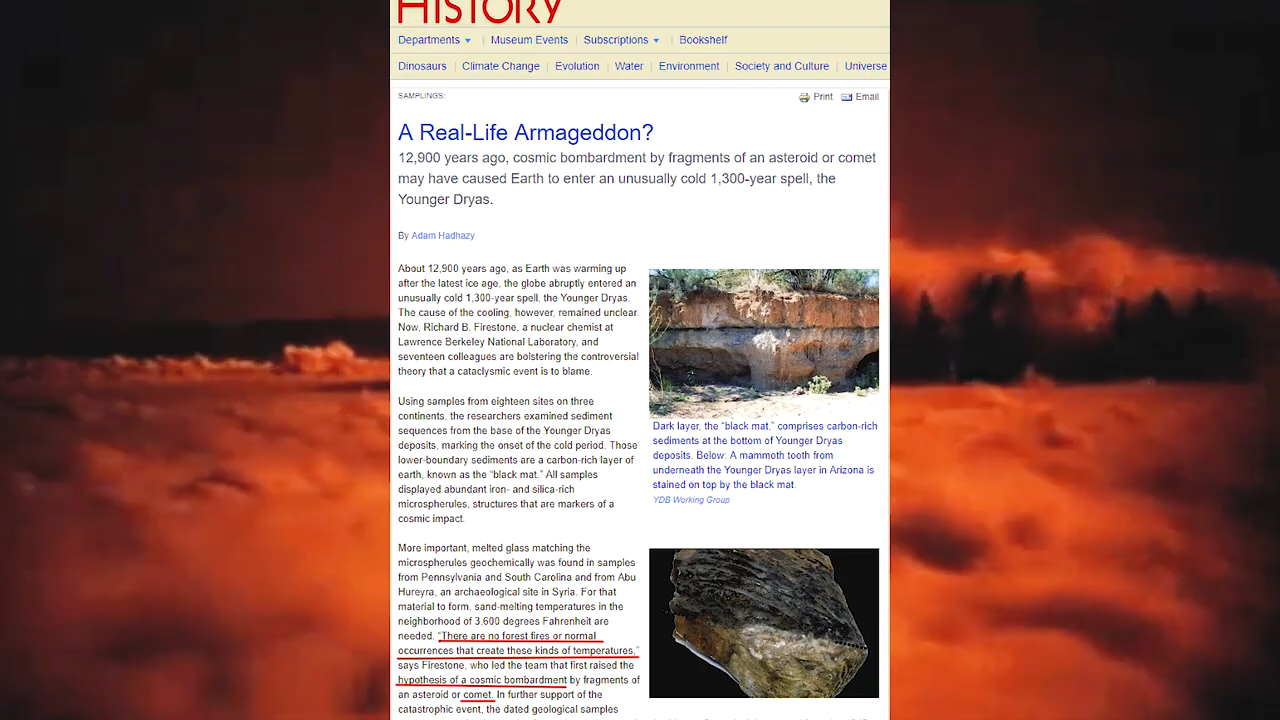 HISTORY
Departments | Museum Events | Subscriptions | Bookshelf
Dinosaurs | Climate Change | Evolution | Water | Environment | Society and Culture | Universe
SAMPLINGS:
Print Email
A Real-Life Armageddon?
12,900 years ago, cosmic bombardment by fragments of an asteroid or comet
may have caused Earth to enter an unusually cold 1,300-year spell, the
Younger Dryas.
By Adam Hadhazy
About 12,900 years ago, as Earth was warming up
after the latest ice age, the globe abruptly entered an
unusually cold 1,300-year spell, the Younger Dryas.
The cause of the cooling, however, remained unclear.
Now, Richard B. Firestone, a nuclear chemist at
Lawrence Berkeley National Laboratory, and
seventeen colleagues are bolstering the controversial
theory that a cataclysmic event is to blame.
Using samples from eighteen sites on three
continents, the researchers examined sediment
sequences from the base of the Younger Dryas
deposits, marking the onset of the cold period. Those
lower-boundary sediments are a carbon-rich layer of
earth, known as the “black mat.” All samples
displayed abundant iron- and silica-rich
microspherules, structures that are markers of a
cosmic impact.
More important, melted glass matching the
microspherules geochemically was found in samples
from Pennsylvania and South Carolina and from Abu
Hureyra, an archaeological site in Syria. For that
material to form, sand-melting temperatures in the
neighborhood of 3,600 degrees Fahrenheit are
needed. “There are no forest fires or normal
occurrences that create these kinds of temperatures,”
says Firestone, who led the team that first raised the
hypothesis of a cosmic bombardment by fragments of
an asteroid or comet. In further support of the
catastrophic event, the dated geological samples
Dark layer, the “black mat,” comprises carbon-rich
sediments at the bottom of Younger Dryas
deposits. Below: A mammoth tooth from
underneath the Younger Dryas layer in Arizona is
stained on top by the black mat.
YDB Working Group